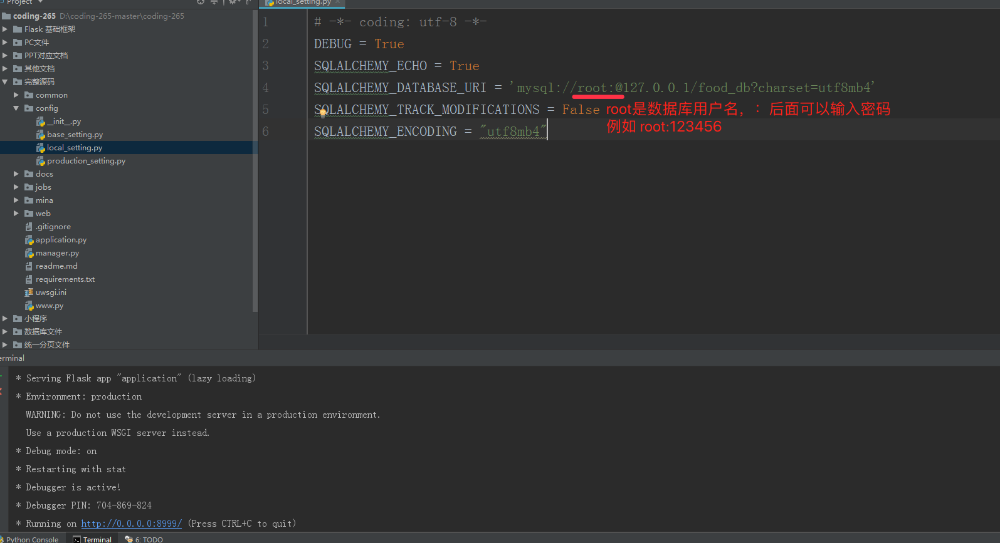 Project
coding-265 D:\coding-265-master\coding-265
Flask 基础框架
PC文件
PPT对应文档
其他文档
完整源码
common
config
__init__.py
base_setting.py
local_setting.py
production_setting.py
docs
jobs
mina
web
.gitignore
application.py
manager.py
readme.md
requirements.txt
uwsgi.ini
www.py
小程序
数据库文件
统一分页文件
local_setting.py
1 # -*- coding: utf-8 -*-
2 DEBUG = True
3 SQLALCHEMY_ECHO = True
4 SQLALCHEMY_DATABASE_URI = 'mysql://root:@127.0.0.1/food_db?charset=utf8mb4'
5 SQLALCHEMY_TRACK_MODIFICATIONS = False
6 SQLALCHEMY_ENCODING = "utf8mb4"
root是数据库用户名，：后面可以输入密码
例如 root:123456
erminal
* Serving Flask app "application" (lazy loading)
* Environment: production
WARNING: Do not use the development server in a production environment.
Use a production WSGI server instead.
* Debug mode: on
* Restarting with stat
* Debugger is active!
* Debugger PIN: 704-869-824
* Running on http://0.0.0.0:8999/ (Press CTRL+C to quit)
Python Console Terminal 6: TODO